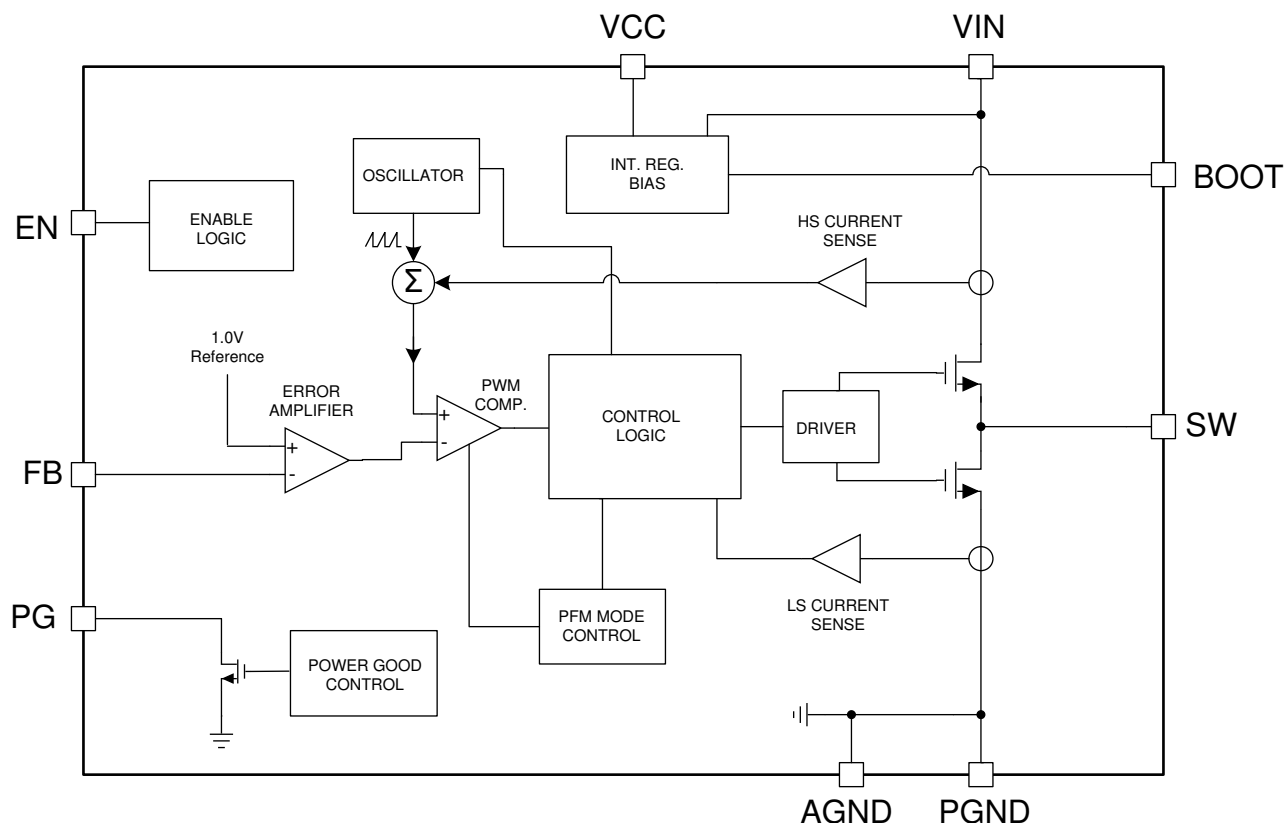 VCC
VIN
BOOT
OSCILLATOR
INT. REG.
BIAS
EN
ENABLE
LOGIC
HS CURRENT
SENSE
Σ
1.0V
Reference
ERROR
AMPLIFIER
PWM
COMP.
+
-
+
-
CONTROL
LOGIC
DRIVER
SW
FB
LS CURRENT
SENSE
PG
PFM MODE
CONTROL
POWER GOOD
CONTROL
AGND
PGND